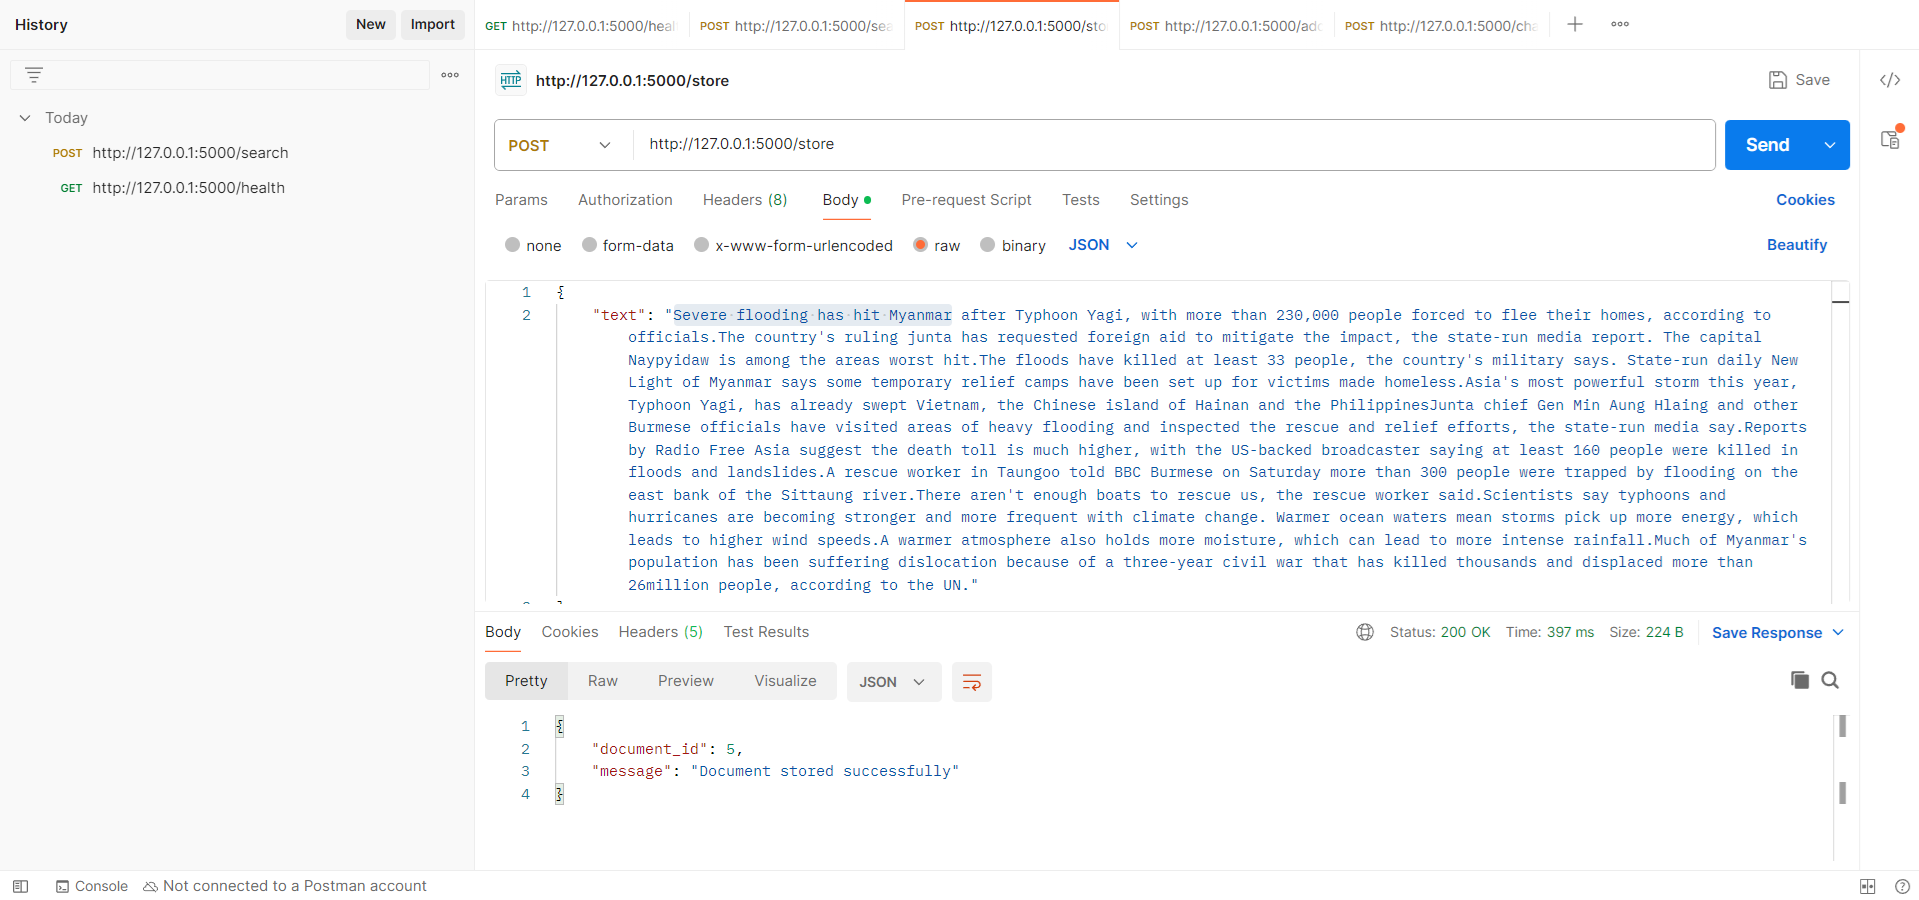 History
New
Import
GET http://127.0.0.1:5000/heal
POST http://127.0.0.1:5000/sea
POST http://127.0.0.1:5000/sto
POST http://127.0.0.1:5000/add
POST http://127.0.0.1:5000/cha
Today
POST http://127.0.0.1:5000/search
GET http://127.0.0.1:5000/health
HTTP http://127.0.0.1:5000/store
Save
POST http://127.0.0.1:5000/store
Send
Params Authorization Headers (8) Body Pre-request Script Tests Settings
Cookies
none form-data x-www-form-urlencoded raw binary JSON
Beautify
1 {
2 "text": "Severe flooding has hit Myanmar after Typhoon Yagi, with more than 230,000 people forced to flee their homes, according to
officials.The country's ruling junta has requested foreign aid to mitigate the impact, the state-run media report. The capital
Naypyidaw is among the areas worst hit.The floods have killed at least 33 people, the country's military says. State-run daily New
Light of Myanmar says some temporary relief camps have been set up for victims made homeless.Asia's most powerful storm this year,
Typhoon Yagi, has already swept Vietnam, the Chinese island of Hainan and the PhilippinesJunta chief Gen Min Aung Hlaing and other
Burmese officials have visited areas of heavy flooding and inspected the rescue and relief efforts, the state-run media say.Reports
by Radio Free Asia suggest the death toll is much higher, with the US-backed broadcaster saying at least 160 people were killed in
floods and landslides.A rescue worker in Taungoo told BBC Burmese on Saturday more than 300 people were trapped by flooding on the
east bank of the Sittaung river.There aren't enough boats to rescue us, the rescue worker said.Scientists say typhoons and
hurricanes are becoming stronger and more frequent with climate change. Warmer ocean waters mean storms pick up more energy, which
leads to higher wind speeds.A warmer atmosphere also holds more moisture, which can lead to more intense rainfall.Much of Myanmar's
population has been suffering dislocation because of a three-year civil war that has killed thousands and displaced more than
26million people, according to the UN."
Body Cookies Headers (5) Test Results
Status: 200 OK Time: 397 ms Size: 224 B
Save Response
Pretty Raw Preview Visualize JSON
1 {
2 "document_id": 5,
3 "message": "Document stored successfully"
4 }
Console
Not connected to a Postman account